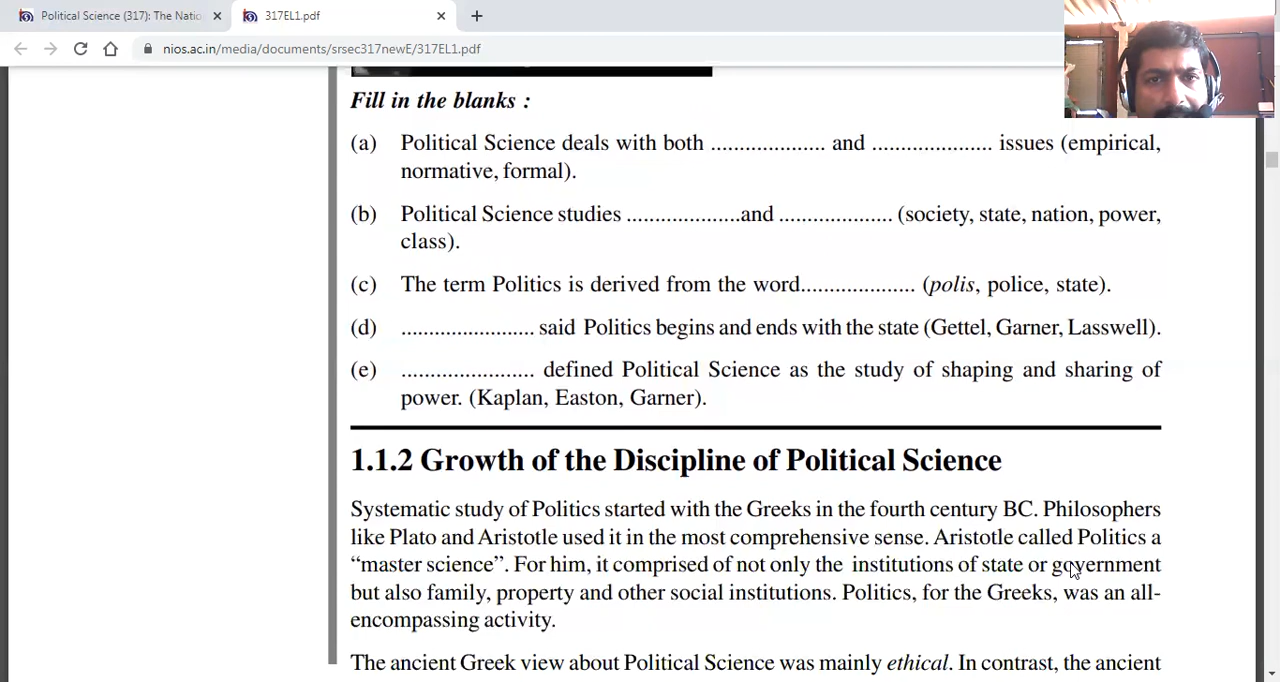 Political Science (317): The Natio
317EL1.pdf
nios.ac.in/media/documents/srsec317newE/317EL1.pdf
Fill in the blanks :
(a) Political Science deals with both .................... and ..................... issues (empirical,
normative, formal).
(b) Political Science studies ....................and .................... (society, state, nation, power,
class).
(c) The term Politics is derived from the word.................... (polis, police, state).
(d) ....................... said Politics begins and ends with the state (Gettel, Garner, Lasswell).
(e) ....................... defined Political Science as the study of shaping and sharing of
power. (Kaplan, Easton, Garner).
1.1.2 Growth of the Discipline of Political Science
Systematic study of Politics started with the Greeks in the fourth century BC. Philosophers
like Plato and Aristotle used it in the most comprehensive sense. Aristotle called Politics a
“master science”. For him, it comprised of not only the institutions of state or government
but also family, property and other social institutions. Politics, for the Greeks, was an all-
encompassing activity.
The ancient Greek view about Political Science was mainly ethical. In contrast, the ancient